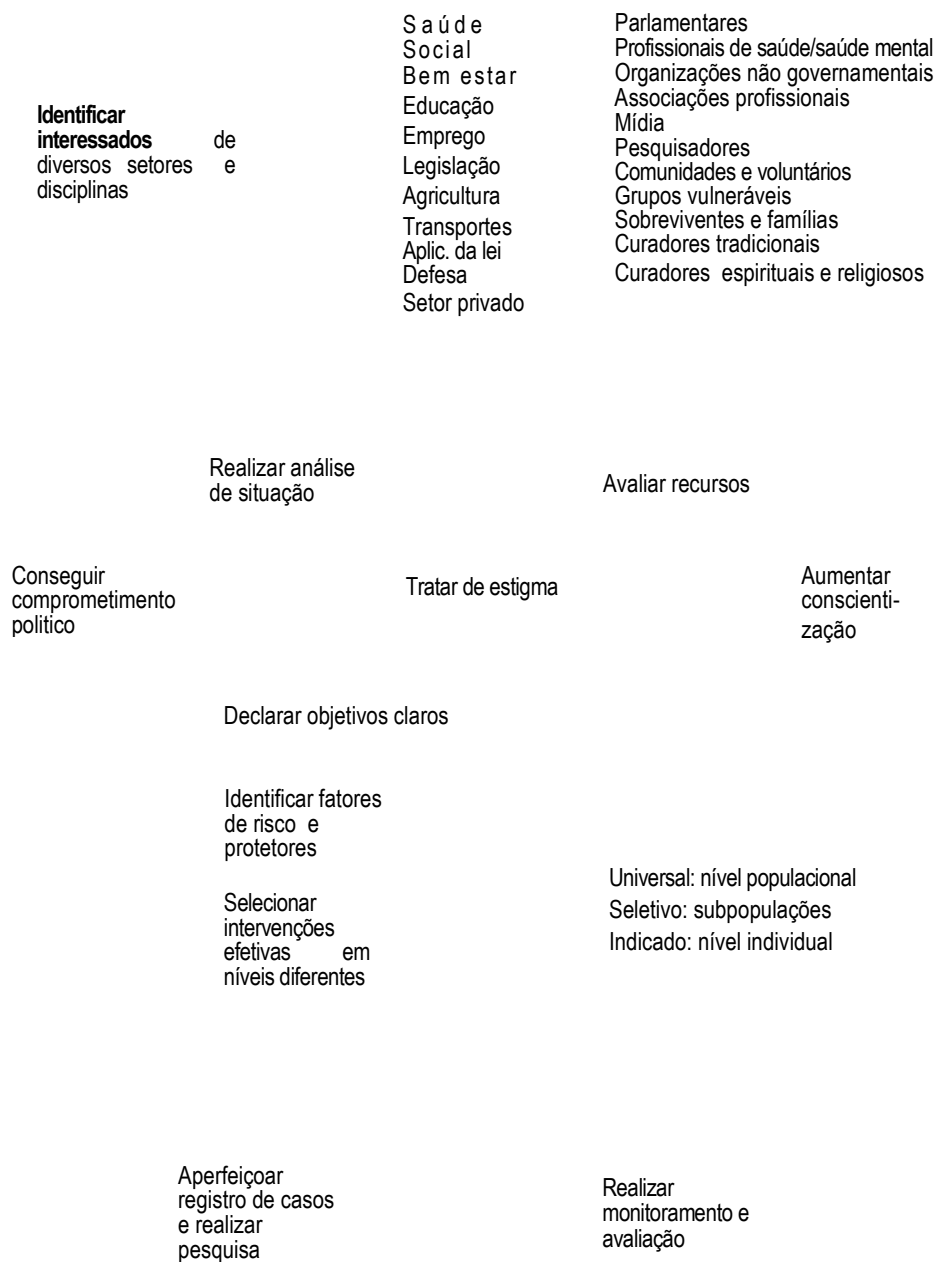 Identificar
interessados de
diversos setores e
disciplinas
Saúde
Social
Bem estar
Educação
Emprego
Legislação
Agricultura
Transportes
Aplic. da lei
Defesa
Setor privado
Parlamentares
Profissionais de saúde/saúde mental
Organizações não governamentais
Associações profissionais
Mídia
Pesquisadores
Comunidades e voluntários
Grupos vulneráveis
Sobreviventes e famílias
Curadores tradicionais
Curadores espirituais e religiosos
Realizar análise
de situação
Avaliar recursos
Conseguir
comprometimento
politico
Tratar de estigma
Aumentar
conscienti-
zação
Declarar objetivos claros
Identificar fatores
de risco e
protetores
Selecionar
intervenções
efetivas em
níveis diferentes
Universal: nível populacional
Seletivo: subpopulações
Indicado: nível individual
Aperfeiçoar
registro de casos
e realizar
pesquisa
Realizar
monitoramento e
avaliação